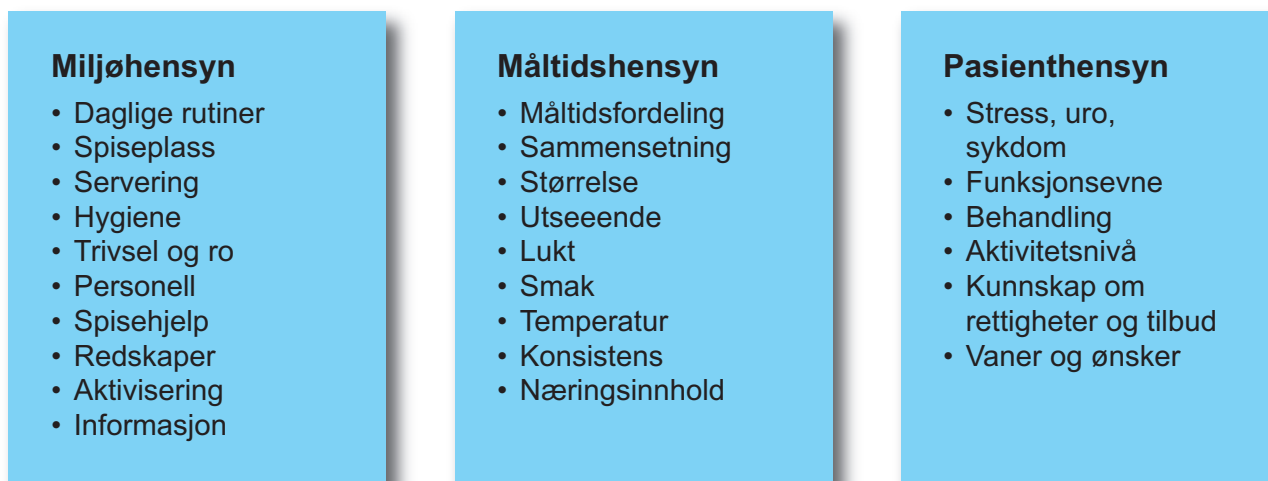 Miljøhensyn
• Daglige rutiner
• Spiseplass
• Servering
• Hygiene
• Trivsel og ro
• Personell
• Spisehjelp
• Redskaper
• Aktivisering
• Informasjon
Måltidshensyn
• Måltidsfordeling
• Sammensetning
• Størrelse
• Utseeende
• Lukt
• Smak
• Temperatur
• Konsistens
• Næringsinnhold
Pasienthensyn
• Stress, uro,
sykdom
• Funksjonsevne
• Behandling
• Aktivitetsnivå
• Kunnskap om
rettigheter og tilbud
• Vaner og ønsker